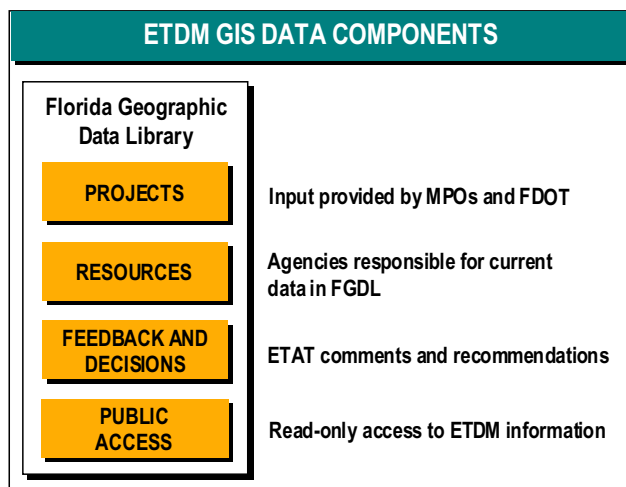 ETDM GIS DATA COMPONENTS
Florida Geographic
Data Library
PROJECTS
Input provided by MPOs and FDOT
RESOURCES
Agencies responsible for current
data in FGDL
FEEDBACK AND
DECISIONS
ETAT comments and recommendations
PUBLIC
ACCESS
Read-only access to ETDM information